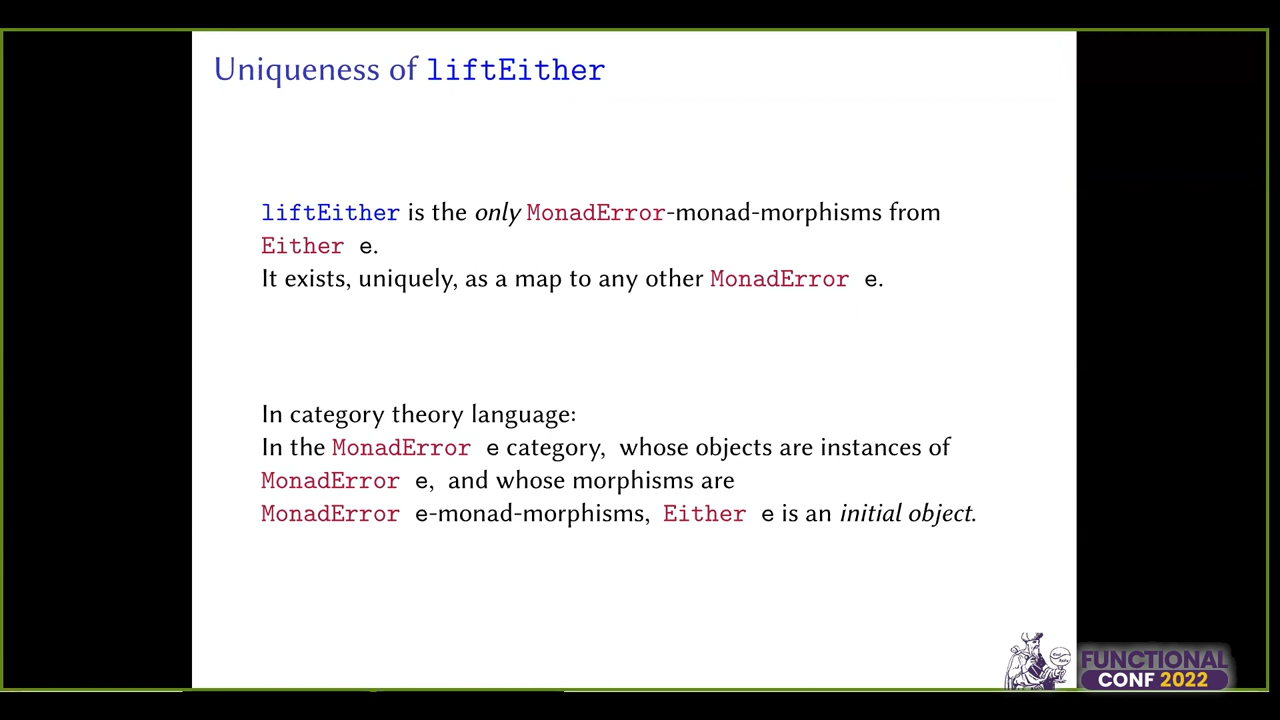 Uniqueness of liftEither
liftEither is the only MonadError-monad-morphisms from
Either e.
It exists, uniquely, as a map to any other MonadError e.
In category theory language:
In the MonadError e category, whose objects are instances of
MonadError e, and whose morphisms are
MonadError e-monad-morphisms, Either e is an initial object.
FUNCTIONAL
CONF 2022